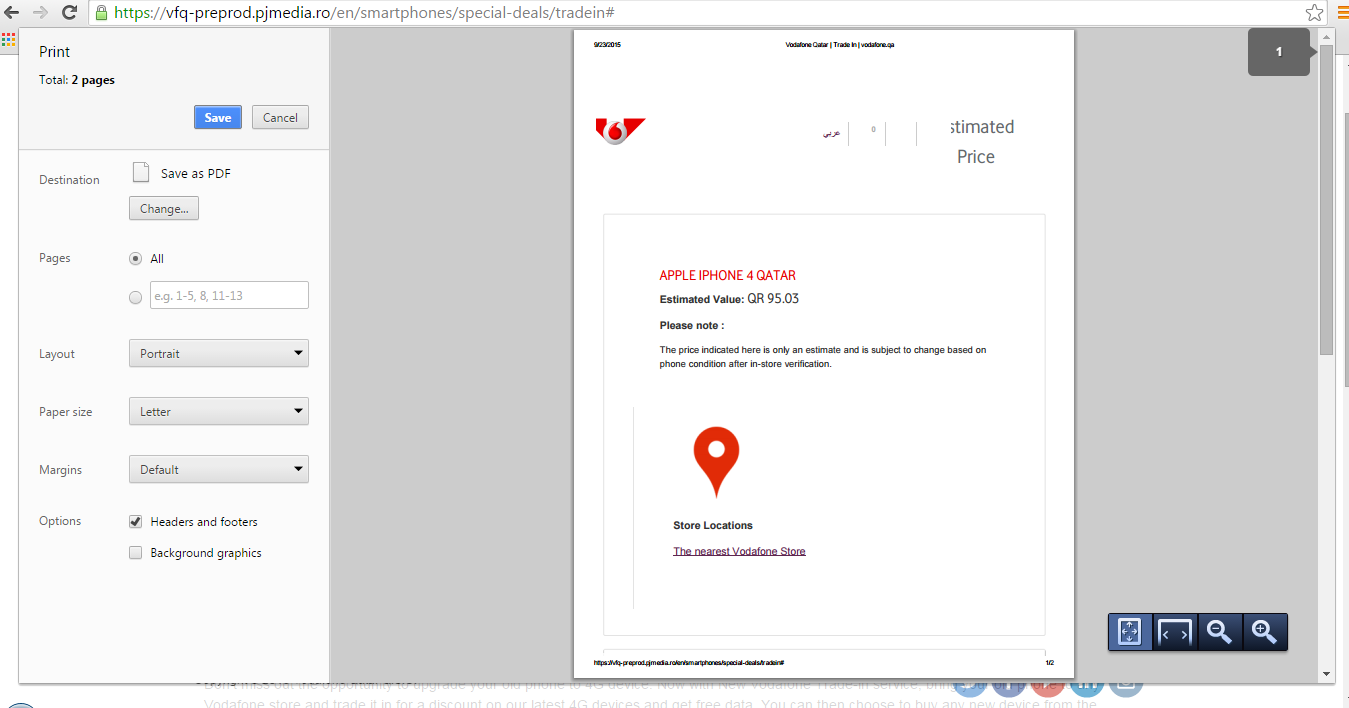 https://vfq-preprod.pjmedia.ro/en/smartphones/special-deals/tradein#
Print
Total: 2 pages
Save
Cancel
Destination
Save as PDF
Change...
Pages
All
e.g. 1-5, 8, 11-13
Layout
Portrait
Paper size
Letter
Margins
Default
Options
Headers and footers
Background graphics
9/23/2015
Vodafone Qatar | Trade In | vodafone.qa
1
عربي
0
stimated
Price
APPLE IPHONE 4 QATAR
Estimated Value: QR 95.03
Please note :
The price indicated here is only an estimate and is subject to change based on
phone condition after in-store verification.
Store Locations
The nearest Vodafone Store
https://vfq-preprod.pjmedia.ro/en/smartphones/special-deals/tradein#
1/2
the opportunity to upgrade your old phone to 4G device. Now with New Vodafone Trade-in service, bring
Vodafone store and trade it in for a discount on our latest 4G devices and get free data. You can then choose to buy any new device from the